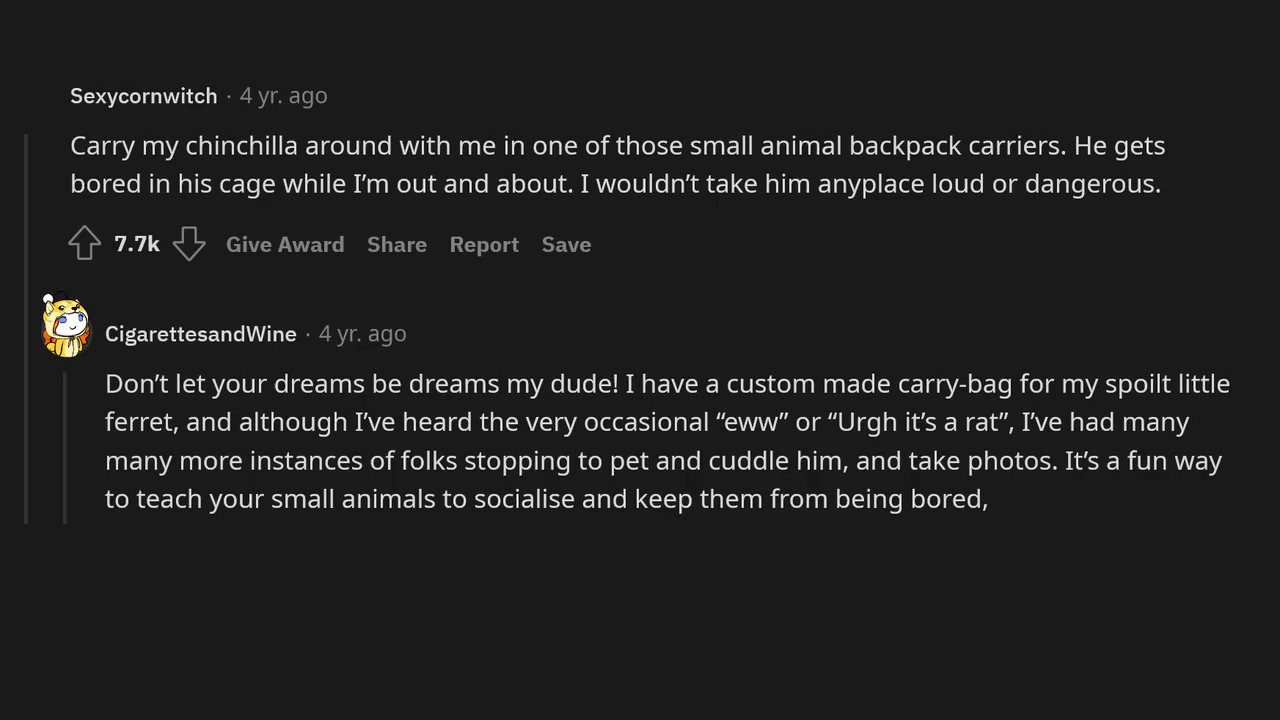 Sexycornwitch · 4 yr. ago
Carry my chinchilla around with me in one of those small animal backpack carriers. He gets
bored in his cage while I’m out and about. I wouldn’t take him anyplace loud or dangerous.
7.7k Give Award Share Report Save
CigarettesandWine · 4 yr. ago
Don’t let your dreams be dreams my dude! I have a custom made carry-bag for my spoilt little
ferret, and although I’ve heard the very occasional “eww” or “Urgh it’s a rat”, I’ve had many
many more instances of folks stopping to pet and cuddle him, and take photos. It’s a fun way
to teach your small animals to socialise and keep them from being bored,